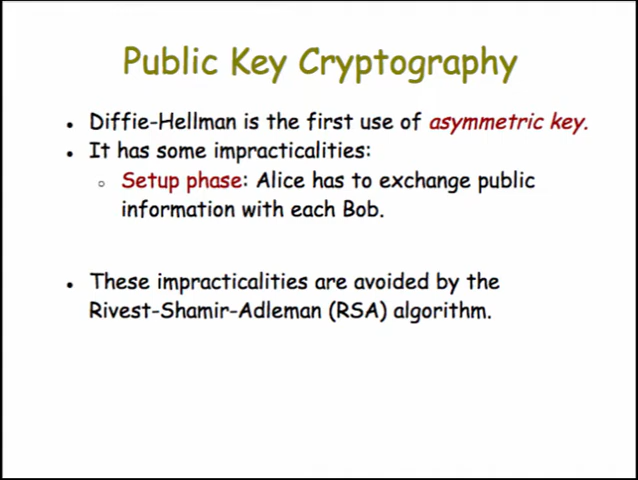 Public Key Cryptography
• Diffie-Hellman is the first use of asymmetric key.
• It has some impracticalities:
○ Setup phase: Alice has to exchange public
information with each Bob.
• These impracticalities are avoided by the
Rivest-Shamir-Adleman (RSA) algorithm.